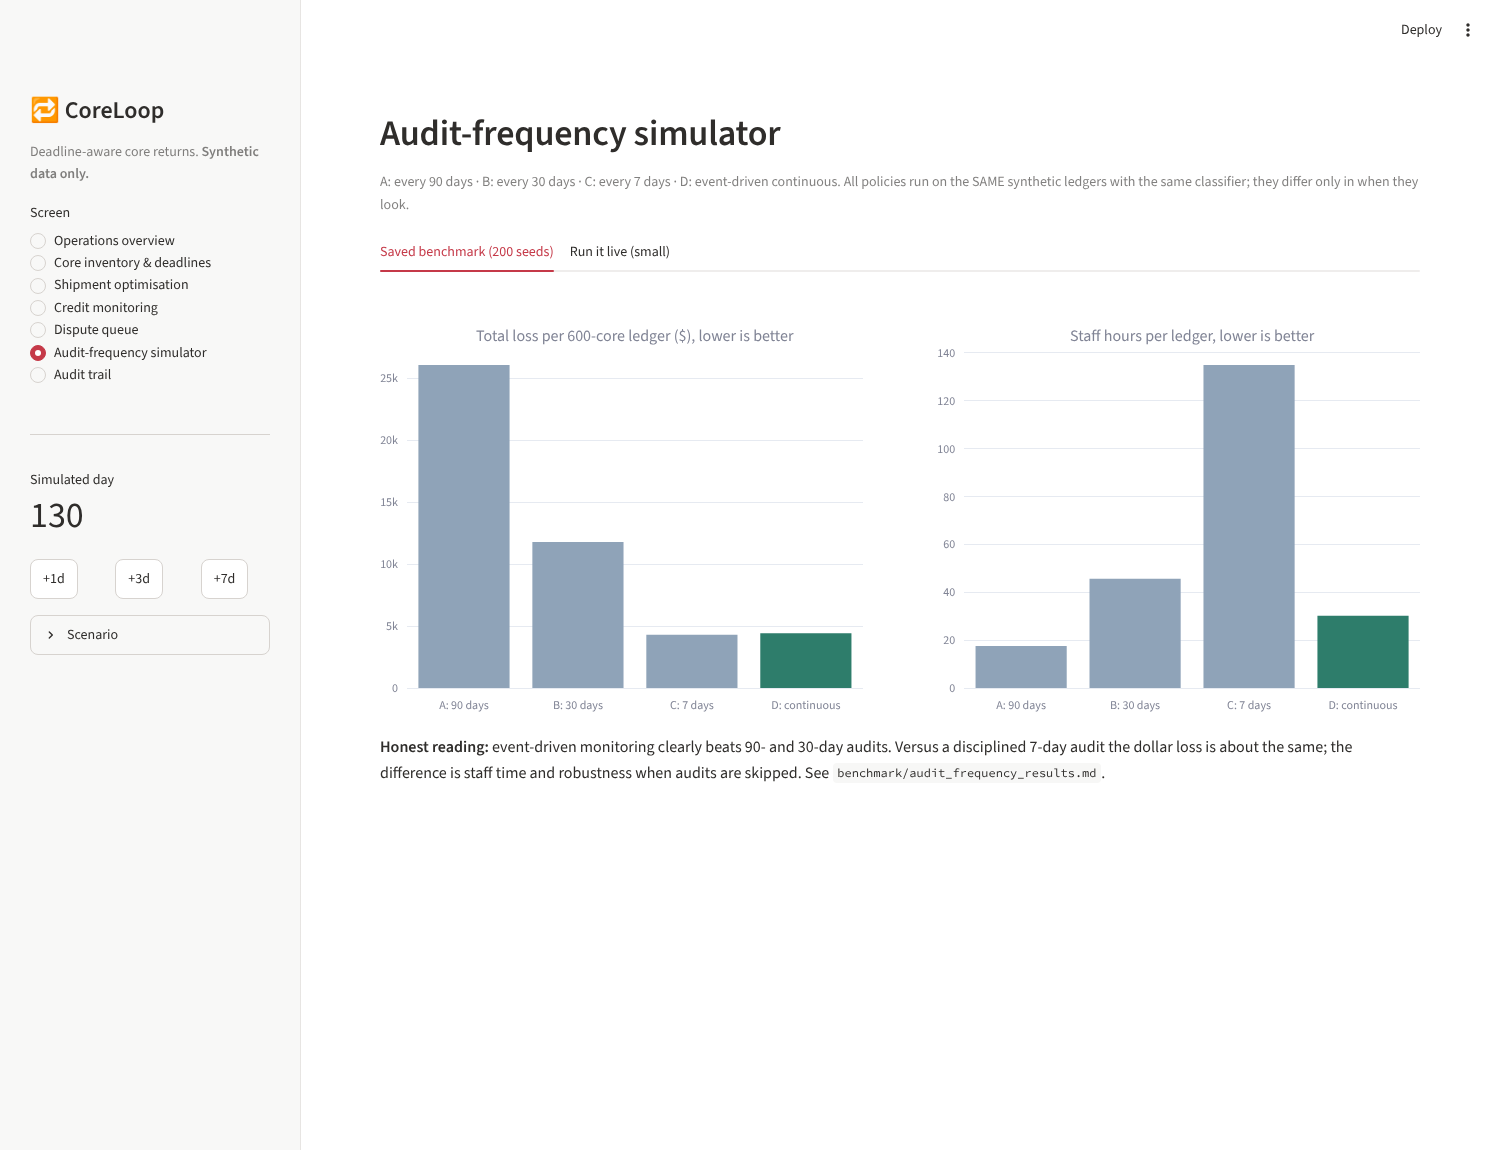 Deploy
🔁 CoreLoop
Deadline-aware core returns. Synthetic
data only.
Screen
Operations overview
Core inventory & deadlines
Shipment optimisation
Credit monitoring
Dispute queue
Audit-frequency simulator
Audit trail
Simulated day
130
+1d
+3d
+7d
Scenario
Audit-frequency simulator
A: every 90 days · B: every 30 days · C: every 7 days · D: event-driven continuous. All policies run on the SAME synthetic ledgers with the same classifier; they differ only in when they
look.
Saved benchmark (200 seeds)
Run it live (small)
Total loss per 600-core ledger ($), lower is better
25k
20k
15k
10k
5k
0
A: 90 days
B: 30 days
C: 7 days
D: continuous
Staff hours per ledger, lower is better
140
120
100
80
60
40
20
0
A: 90 days
B: 30 days
C: 7 days
D: continuous
Honest reading: event-driven monitoring clearly beats 90- and 30-day audits. Versus a disciplined 7-day audit the dollar loss is about the same; the
difference is staff time and robustness when audits are skipped. See benchmark/audit_frequency_results.md.